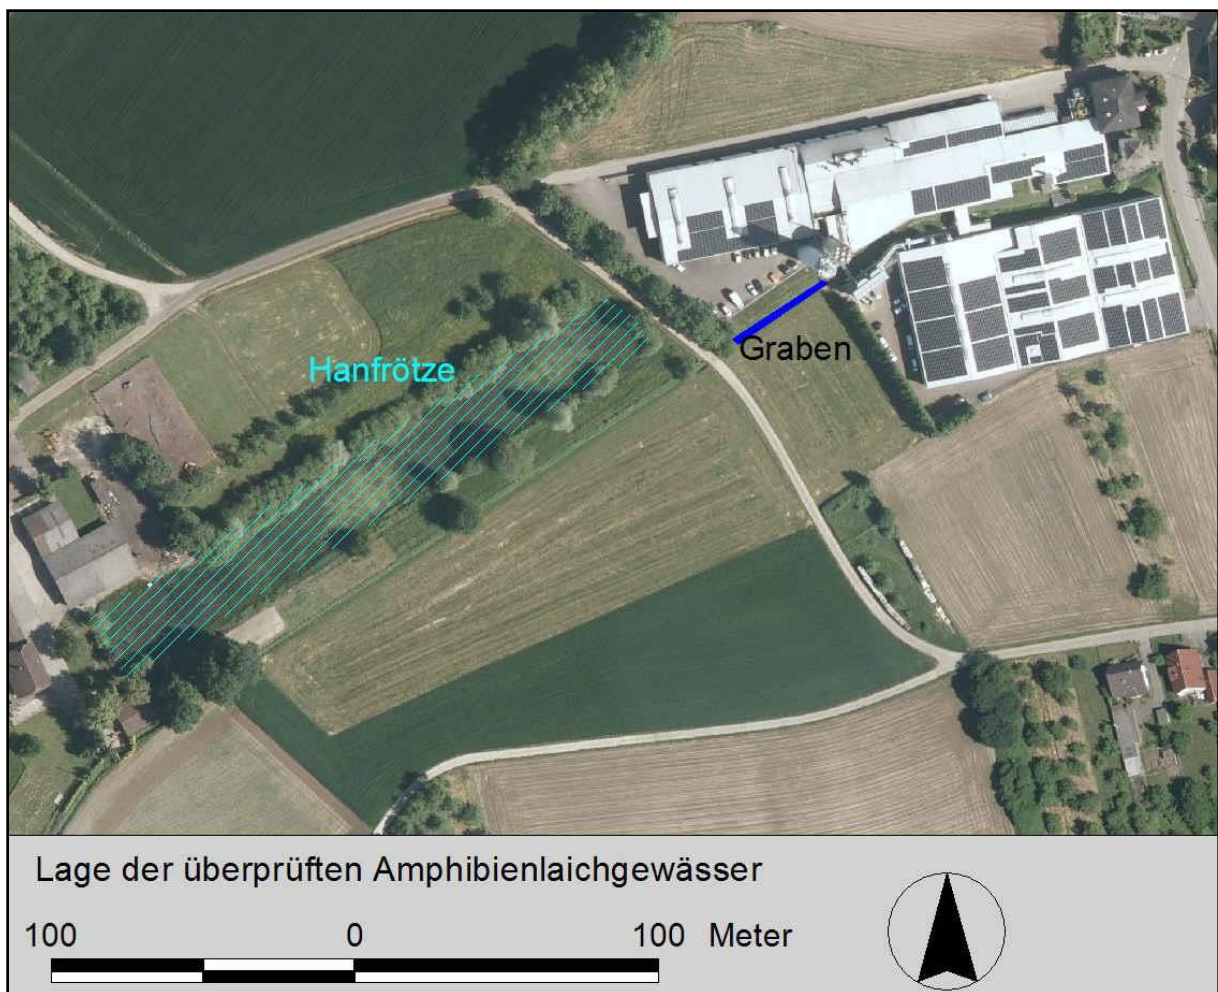 Hanfrötze
Graben
Lage der überprüften Amphibienlaichgewässer
100 0 100 Meter